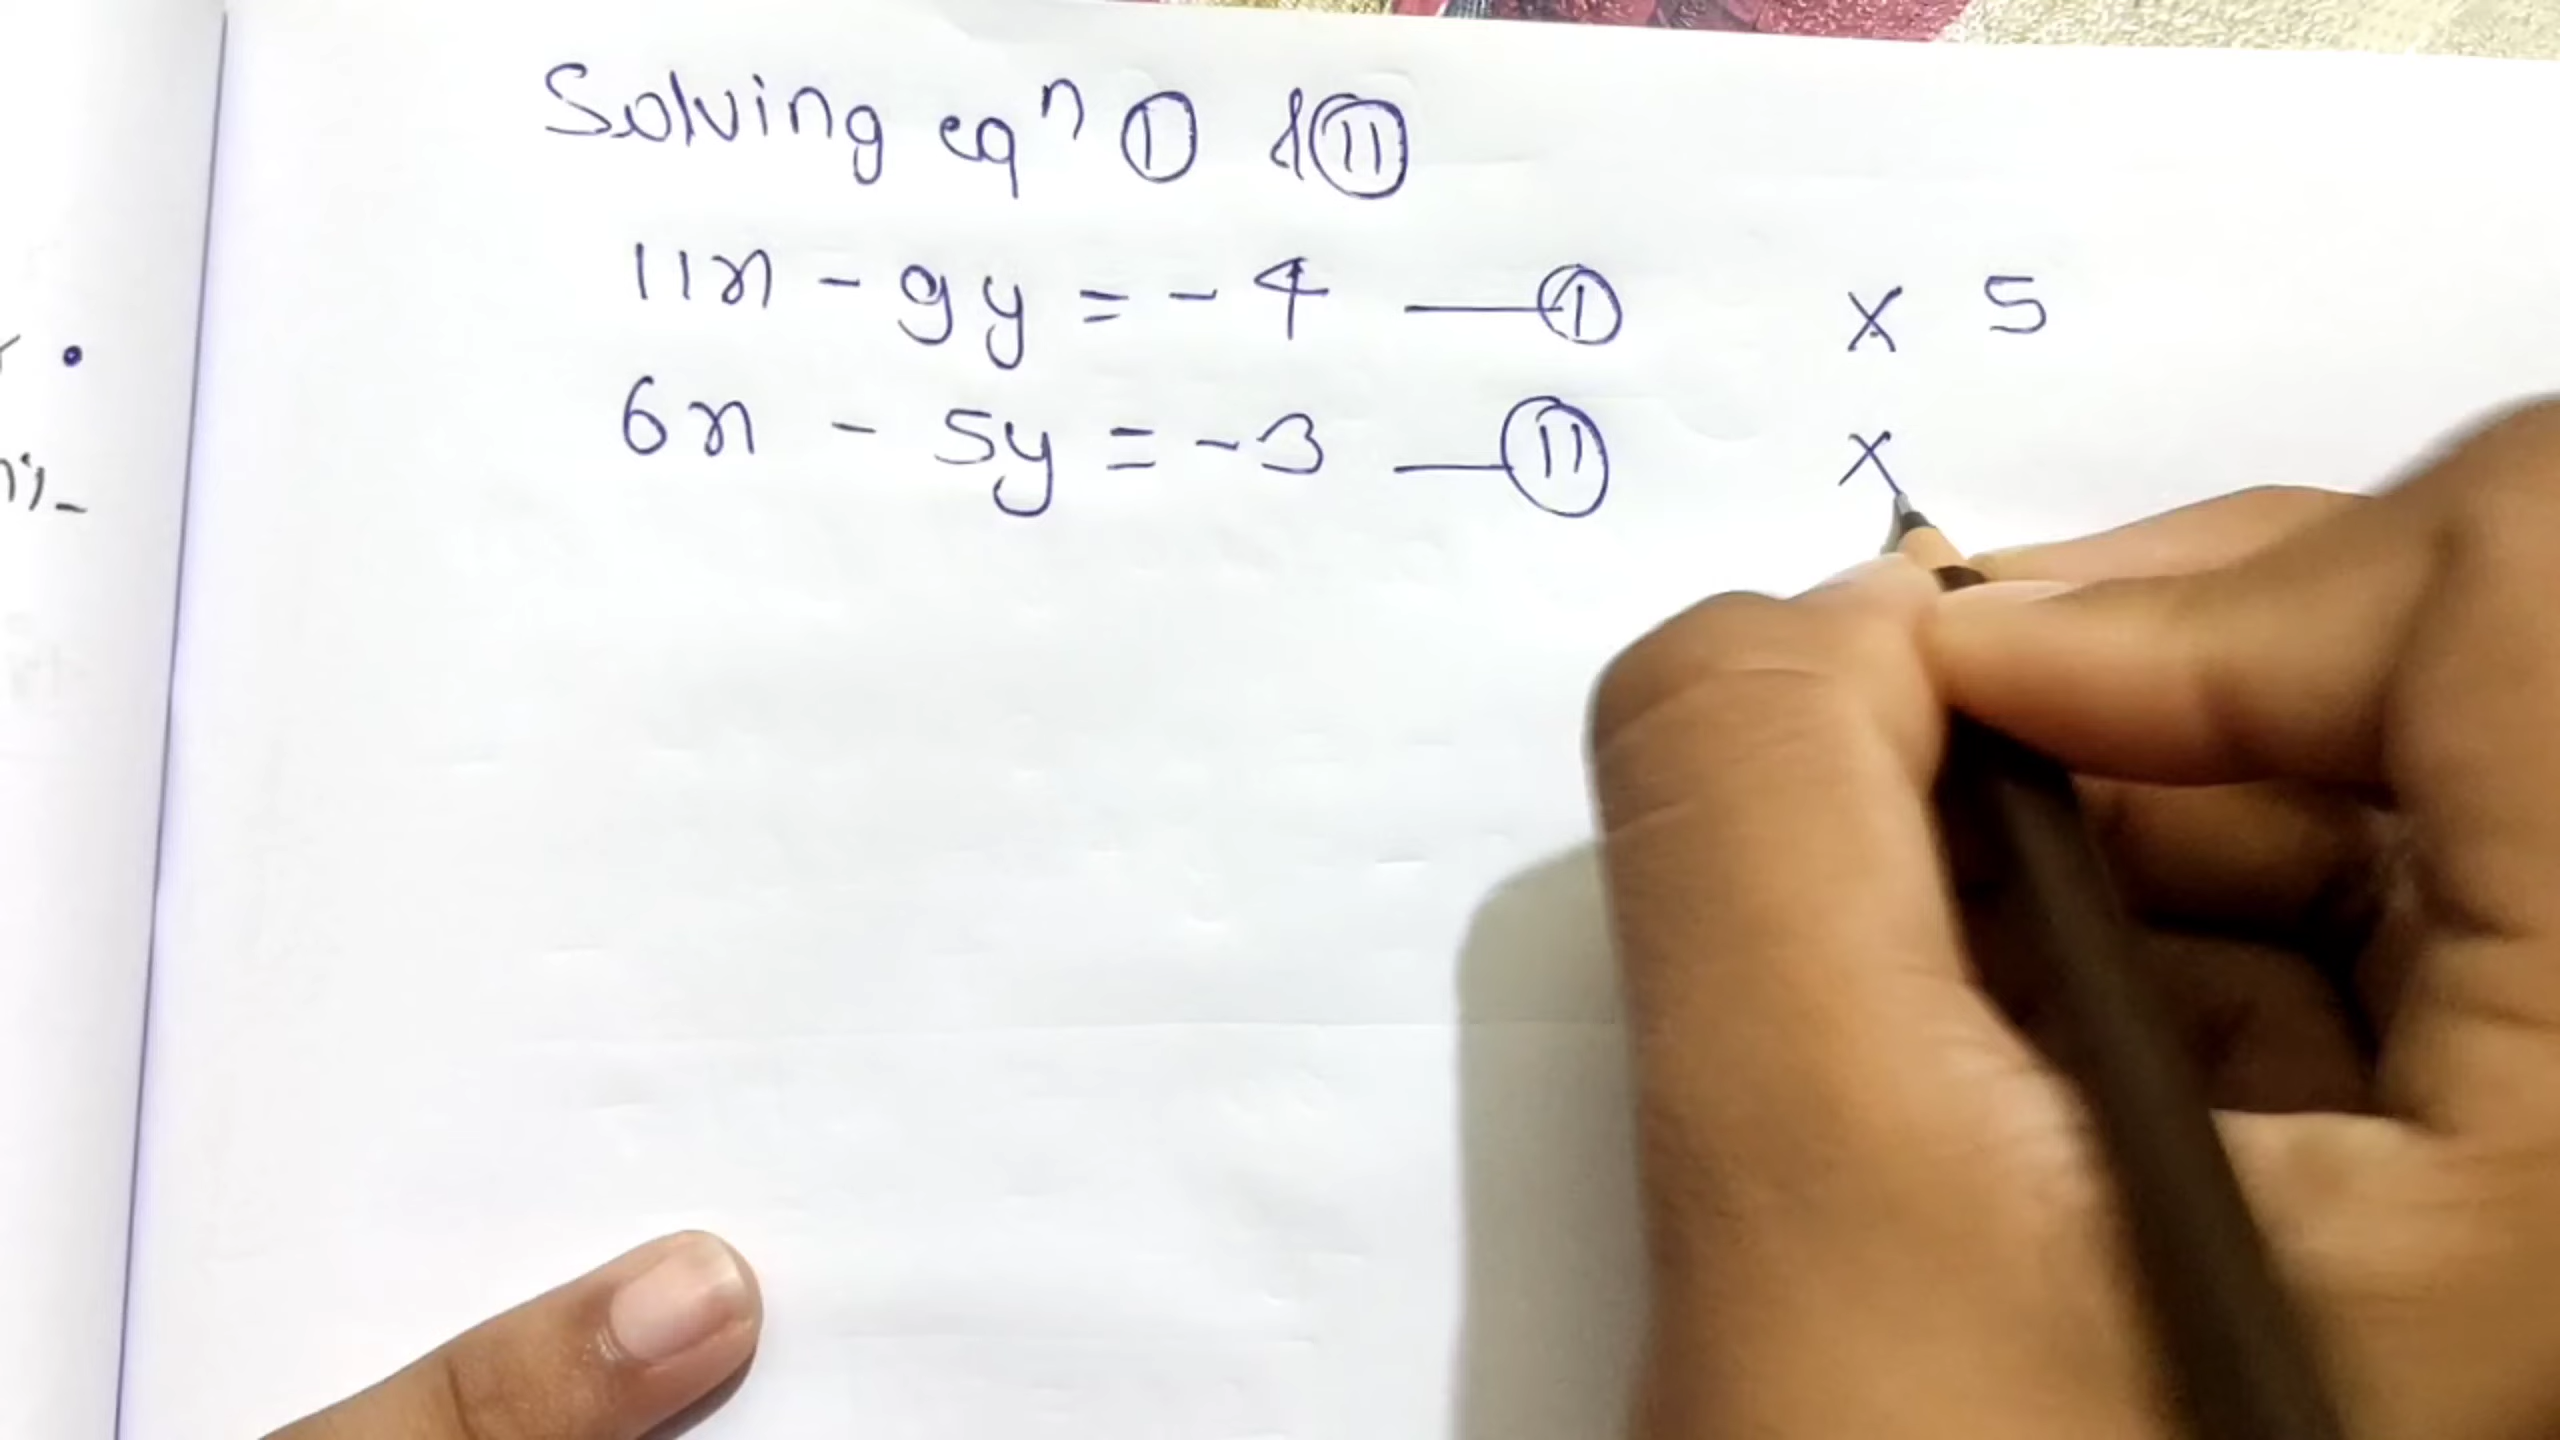 Solving eqⁿ ① & ⑪
11x - 9y = -4 —① × 5
6x - 5y = -3 —⑪ ×